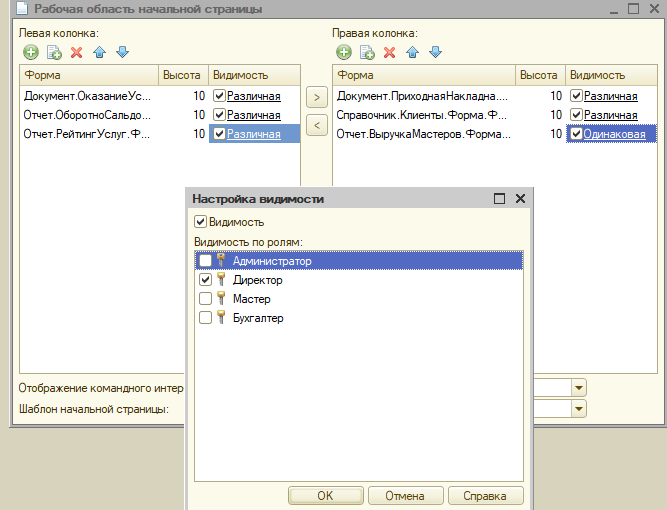 Рабочая область начальной страницы
Левая колонка:
Правая колонка:
Форма Высота Видимость
Форма Высота Видимость
Документ.ОказаниеУс... 10 Различная
Документ.ПриходнаяНакладна.... 10 Различная
Отчет.ОборотноСальдо... 10 Различная
Справочник.Клиенты.Форма.Ф... 10 Различная
Отчет.РейтингУслуг.Ф... 10 Различная
Отчет.ВыручкаМастеров.Форма... 10 Одинаковая
>
<
Настройка видимости
Видимость
Видимость по ролям:
Администратор
Директор
Мастер
Бухгалтер
Отображение командного интер
Шаблон начальной страницы:
OK Отмена Справка